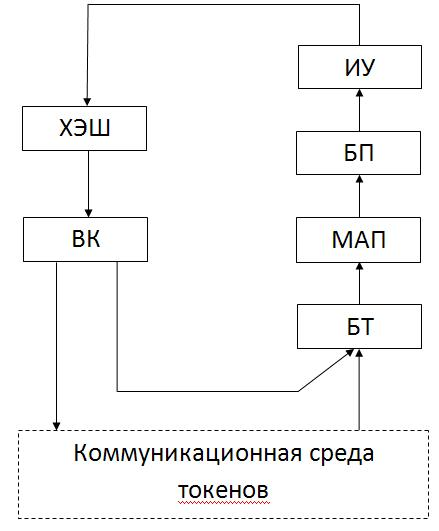 ИУ
ХЭШ
БП
ВК
МАП
БТ
Коммуникационная среда
токенов